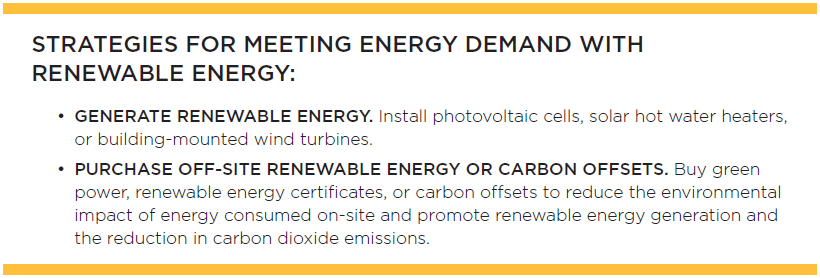 STRATEGIES FOR MEETING ENERGY DEMAND WITH
RENEWABLE ENERGY:
• GENERATE RENEWABLE ENERGY. Install photovoltaic cells, solar hot water heaters,
or building-mounted wind turbines.
• PURCHASE OFF-SITE RENEWABLE ENERGY OR CARBON OFFSETS. Buy green
power, renewable energy certificates, or carbon offsets to reduce the environmental
impact of energy consumed on-site and promote renewable energy generation and
the reduction in carbon dioxide emissions.